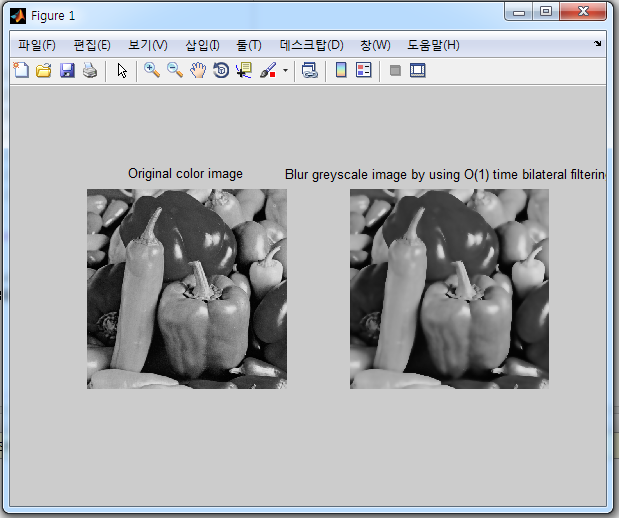 Figure 1
파일(F) 편집(E) 보기(V) 삽입(I) 툴(T) 데스크탑(D) 창(W) 도움말(H)
Original color image
Blur greyscale image by using O(1) time bilateral filtering